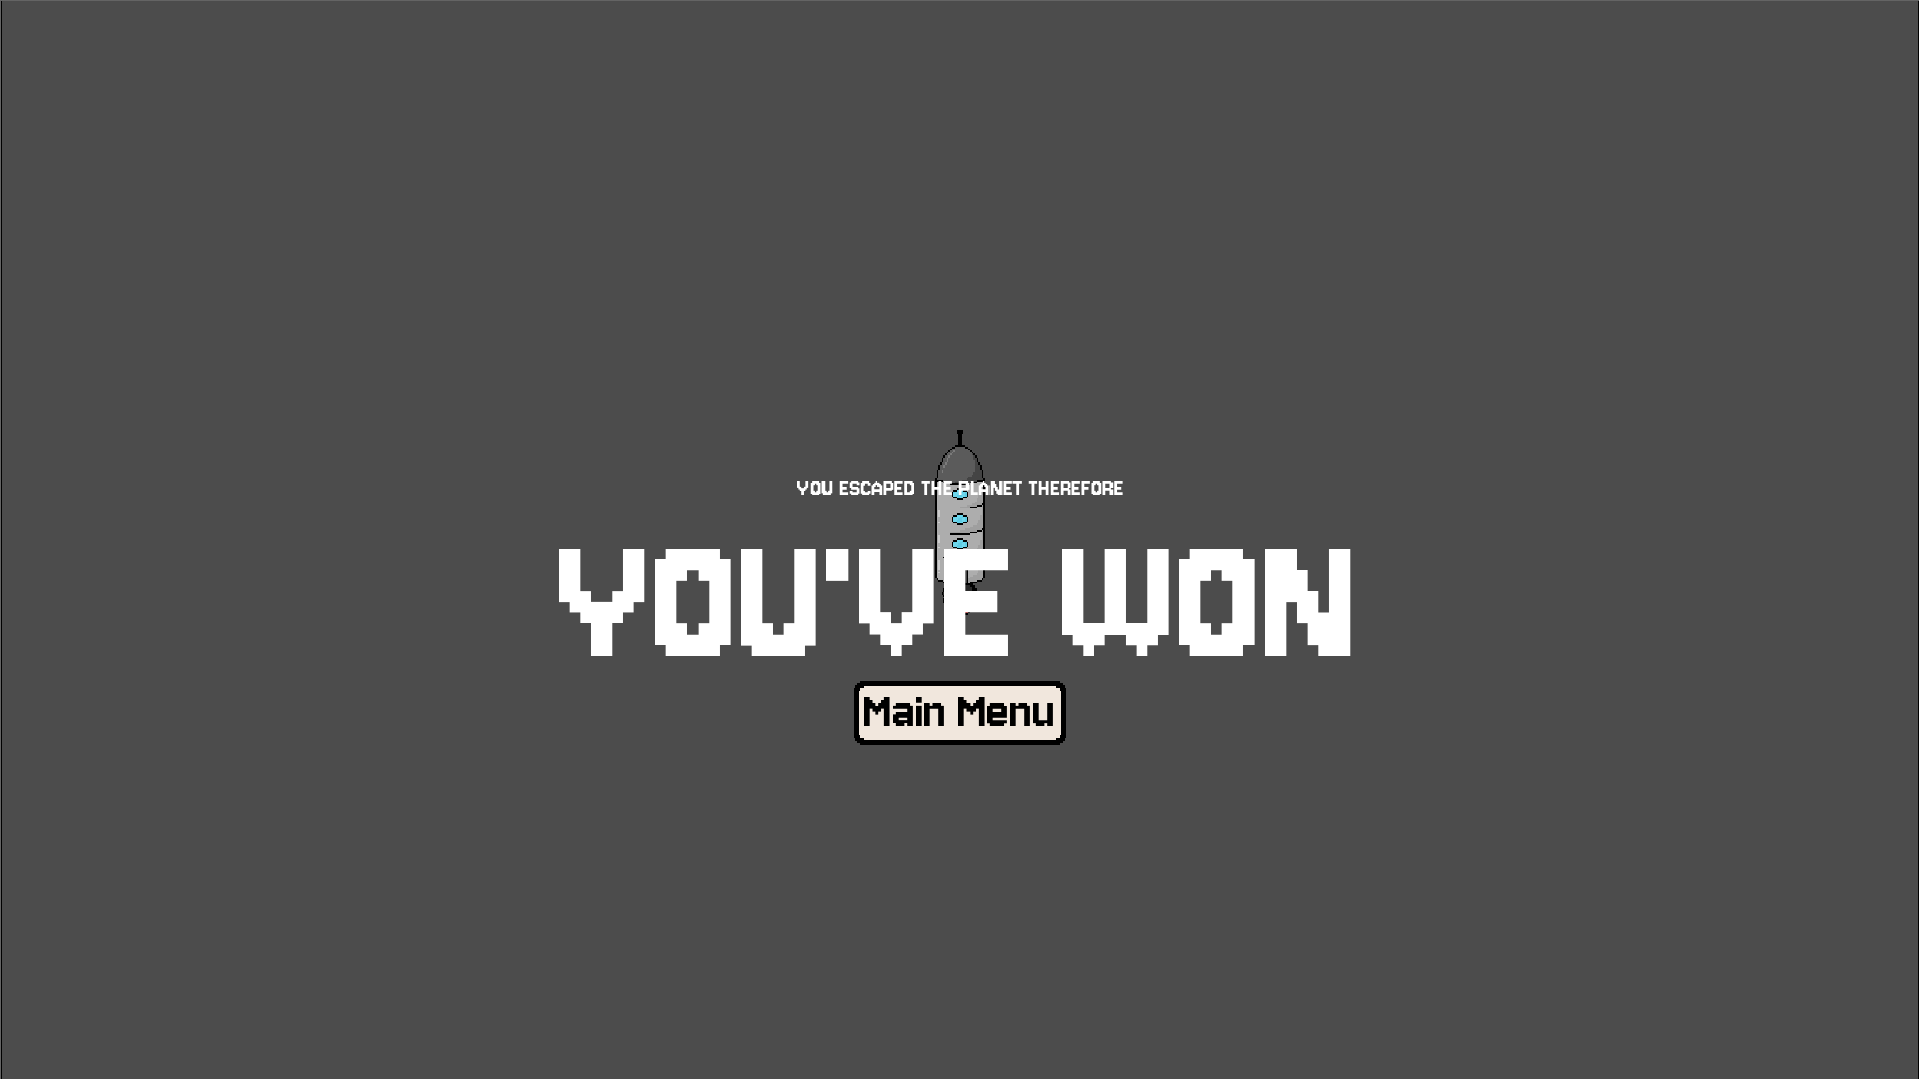 YOU ESCAPED THE PLANET THEREFORE
YOU'VE WON
Main Menu